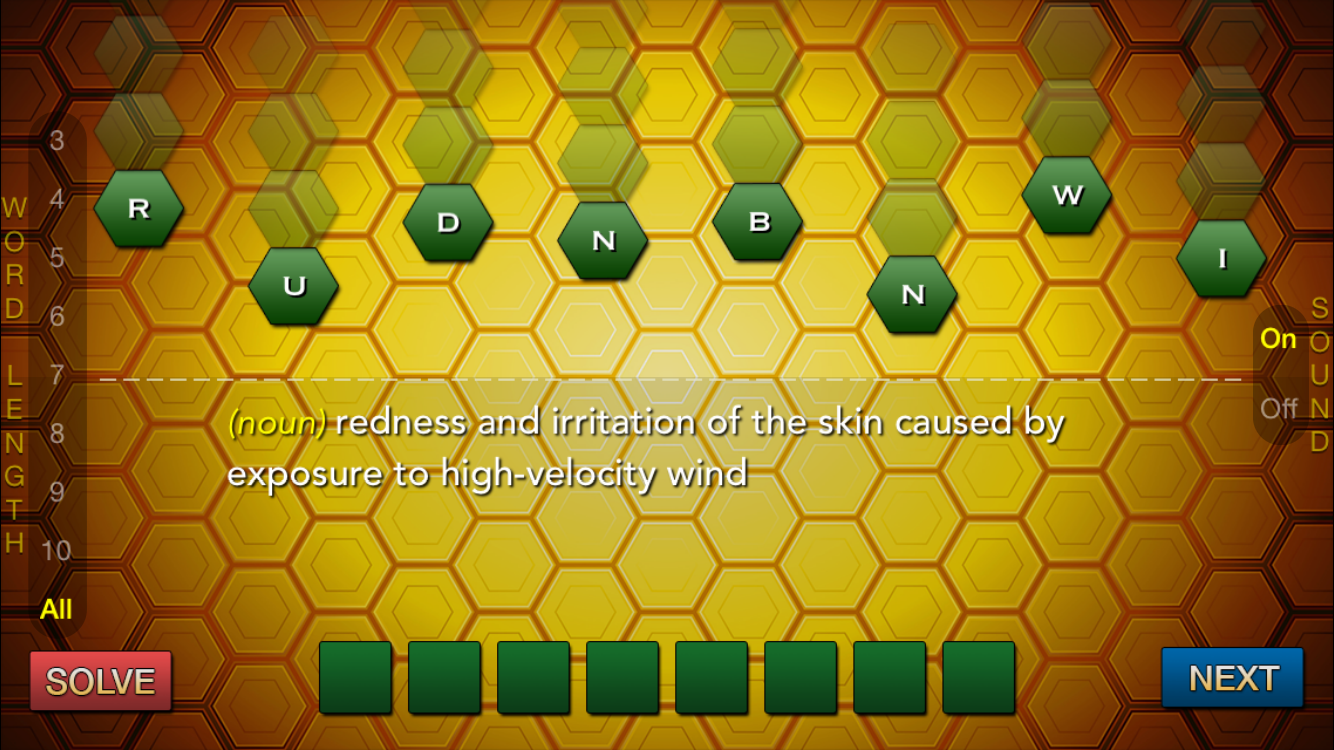 R
U
D
N
B
N
W
I
WORD LENGTH
3
4
5
6
7
8
9
10
All
SOUND
On
Off
(noun) redness and irritation of the skin caused by
exposure to high-velocity wind
SOLVE
NEXT